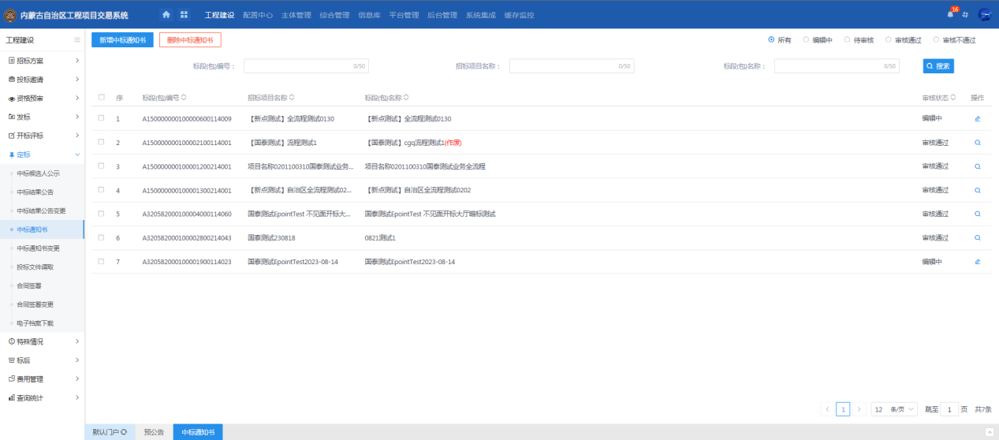 内蒙古自治区工程项目交易系统 工程建设 配置中心 主体管理 综合管理 信息库 平台管理 后台管理 系统集成 缓存监控 16
工程建设
招标方案
投标邀请
资格预审
发标
开标评标
定标
中标候选人公示
中标结果公告
中标结果公告变更
中标通知书
中标通知书变更
投标文件调取
合同签署
合同签署变更
电子档案下载
特殊情况
标后
费用管理
查询统计
新增中标通知书 删除中标通知书 所有 编辑中 待审核 审核通过 审核不通过
标段(包)编号： 0/50 招标项目名称： 0/50 标段(包)名称： 0/50 搜索
序 标段(包)编号 招标项目名称 标段(包)名称 审核状态 操作
1 A1500000001000006001140​09 【新点测试】全流程测试0130 【新点测试】全流程测试0130 编辑中
2 A150000000100002100114001 【国泰测试】流程测试1 【国泰测试】cgq流程测试1(作废) 审核通过
3 A150000000100001200214001 项目名称0201100310国泰测试业务... 项目名称0201100310国泰测试业务全流程 审核通过
4 A150000000100001300214001 【新点测试】自治区全流程测试02... 【新点测试】自治区全流程测试0202 审核通过
5 A320582000100004000114060 国泰测试EpointTest 不见面开标大... 国泰测试EpointTest 不见面开标大厅暗标测试 审核通过
6 A320582000100002800214043 国泰测试230818 0821测试1 审核通过
7 A320582000100001900114023 国泰测试EpointTest2023-08-14 国泰测试EpointTest2023-08-14 编辑中
1 12 条/页 跳至 1 页 共7条
默认门户 预公告 中标通知书